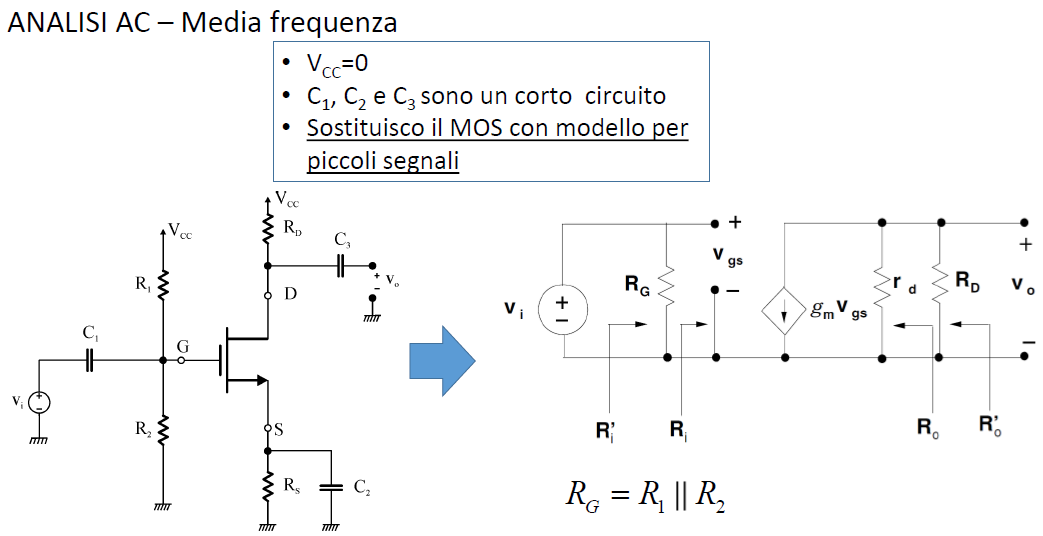 ANALISI AC – Media frequenza
• V_CC=0
• C_1, C_2 e C_3 sono un corto circuito
• Sostituisco il MOS con modello per
piccoli segnali
V_CC
R_D
C_3
V_o
+
-
D
V_CC
R_1
C_1
G
V_i
+
−
R_2
S
R_S
C_2
+
v_gs
−
R_G
v_i
+
−
g_m v_gs
r_d
R_D
+
v_o
−
R'_i
R_i
R_o
R'_o
R_G = R_1 || R_2